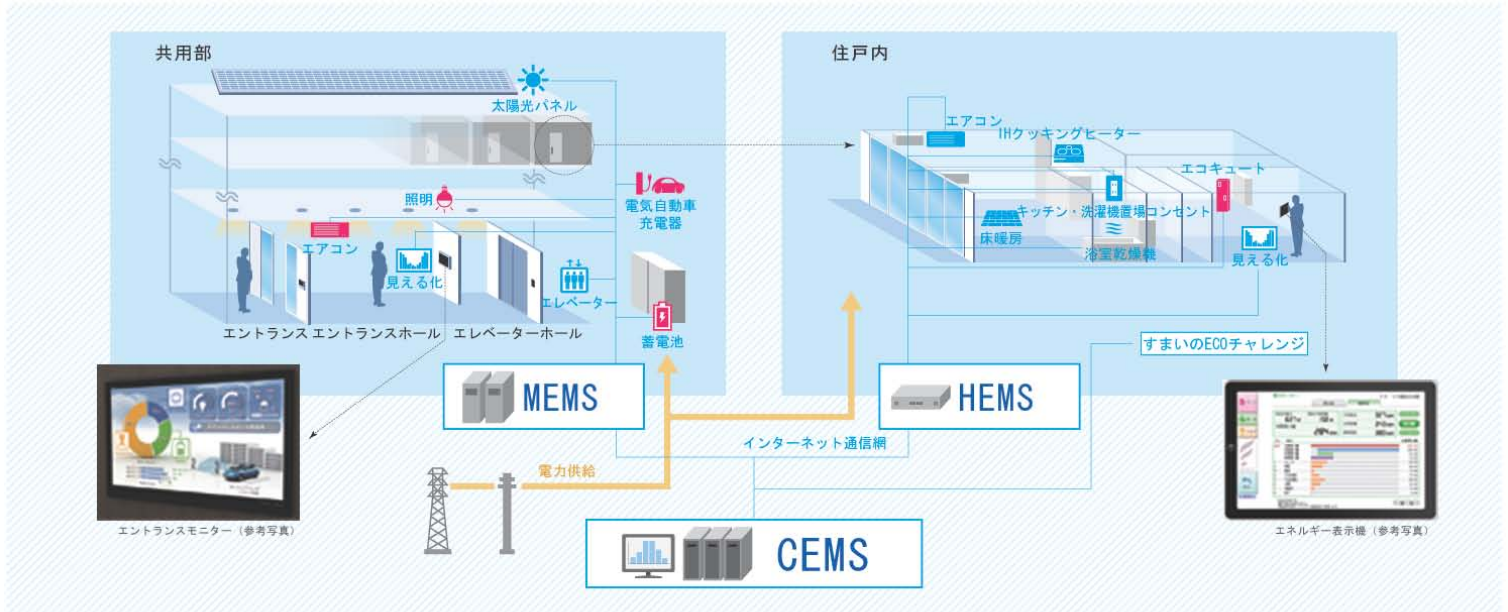 共用部
太陽光パネル
照明
電気自動車
充電器
エアコン
見える化
エレベーター
エントランス
エントランスホール
エレベーターホール
蓄電池
住戸内
エアコン
IHクッキングヒーター
エコキュート
キッチン・洗濯機置場コンセント
床暖房
浴室乾燥機
見える化
すまいのECOチャレンジ
MEMS
HEMS
インターネット通信網
電力供給
CEMS
エントランスモニター（参考写真）
エネルギー表示機（参考写真）